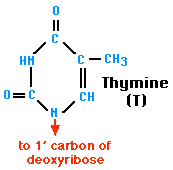 O
C
HN
C
CH₃
Thymine
(T)
O
C
CH
N
to 1′ carbon of
deoxyribose